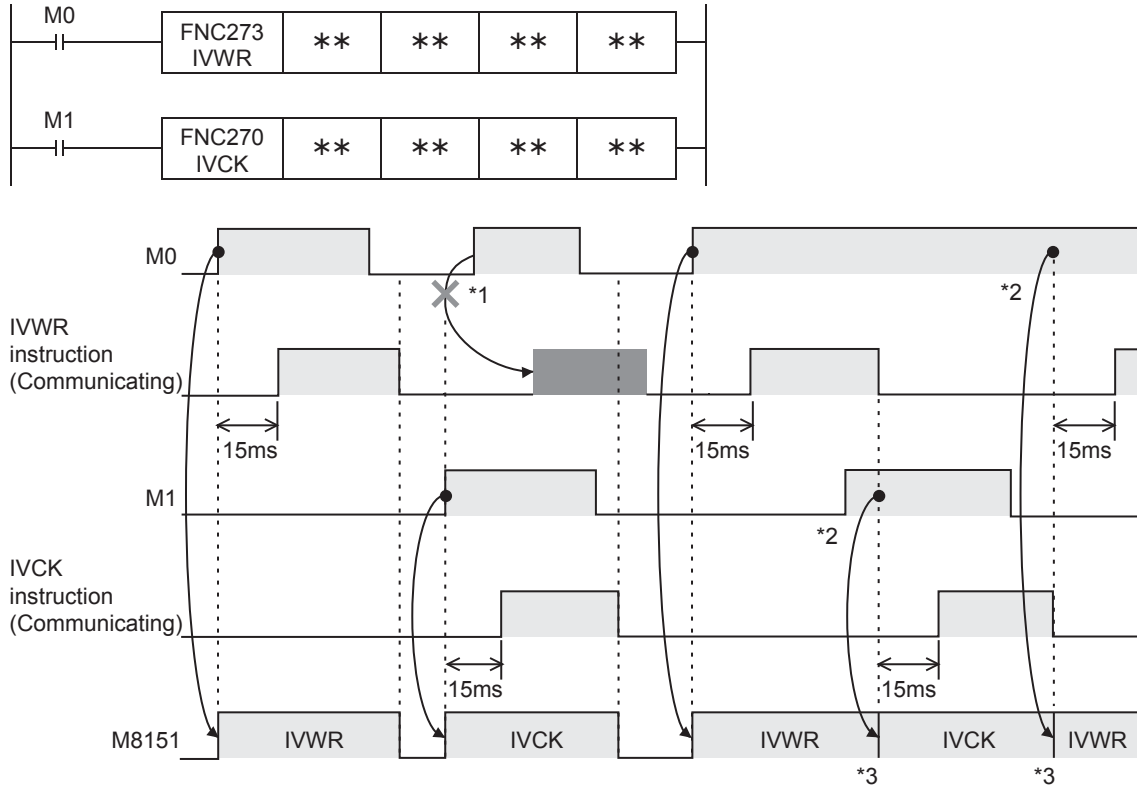 M0
FNC273
IVWR
** ** ** **
M1
FNC270
IVCK
** ** ** **
M0
*1
*2
IVWR
instruction
(Communicating)
15ms
15ms
15ms
M1
*2
IVCK
instruction
(Communicating)
15ms
15ms
M8151
IVWR
IVCK
IVWR
IVCK
IVWR
*3
*3